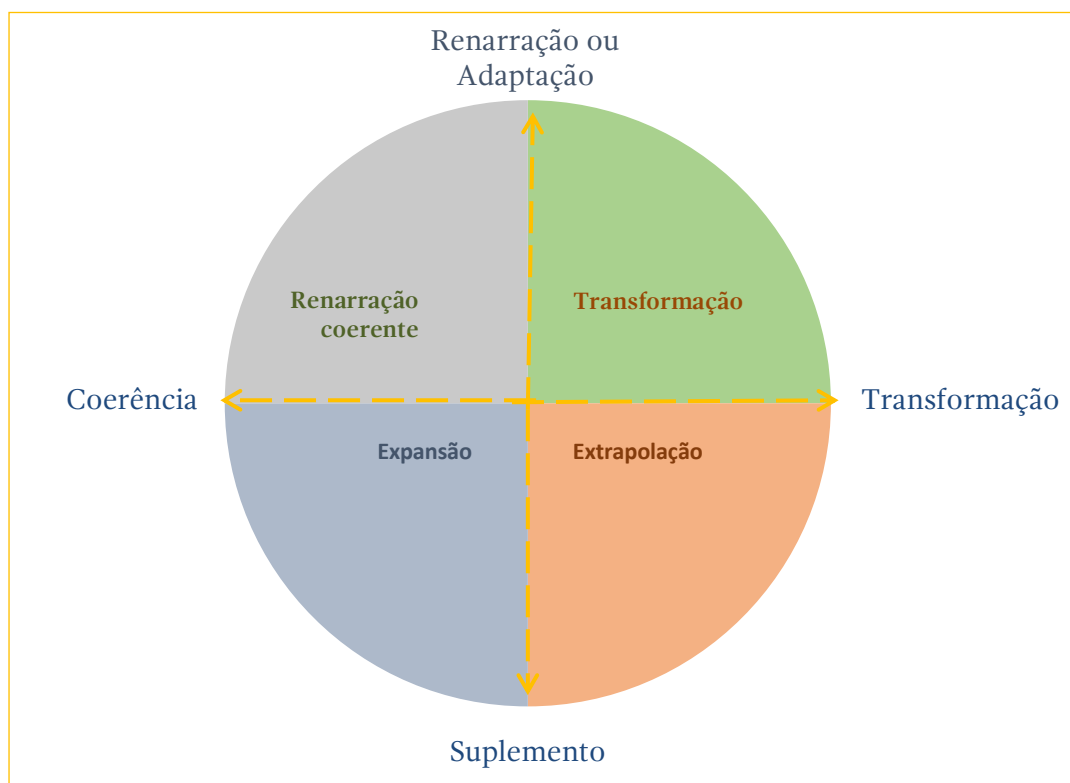 Renarração ou
Adaptação
Renarração
coerente
Transformação
Coerência
Transformação
Expansão
Extrapolação
Suplemento